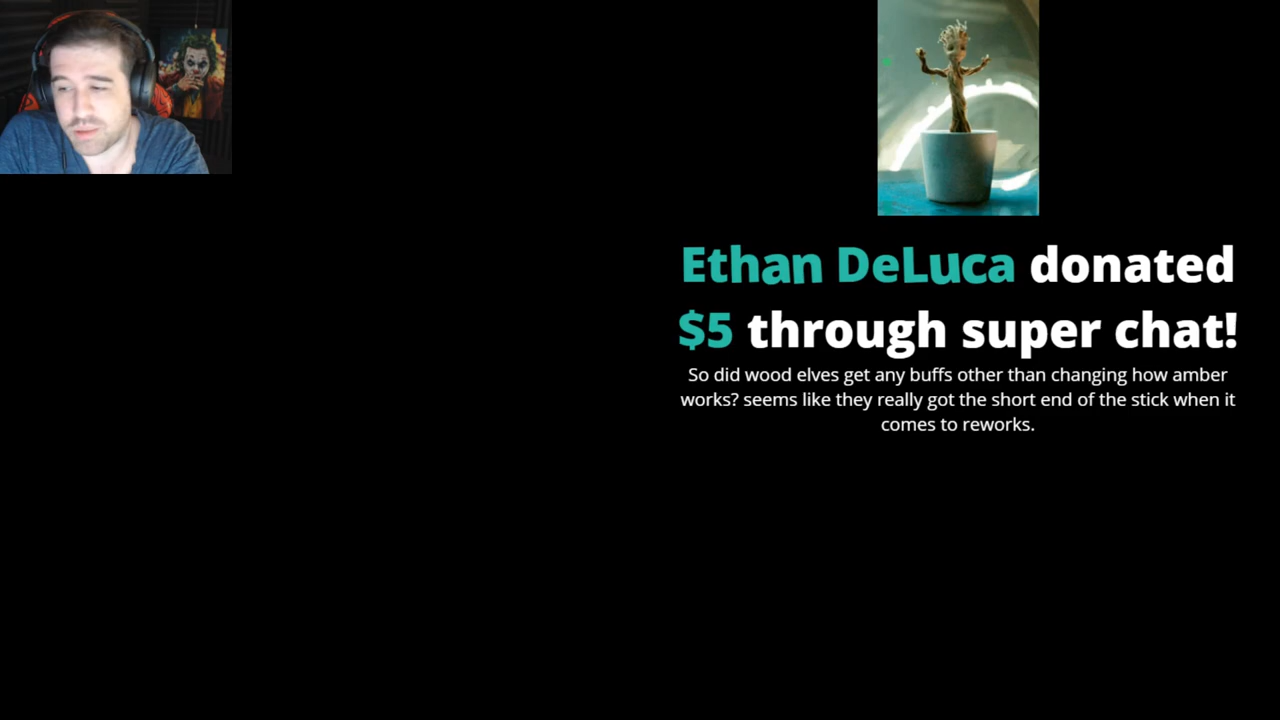 Ethan DeLuca donated
$5 through super chat!
So did wood elves get any buffs other than changing how amber
works? seems like they really got the short end of the stick when it
comes to reworks.